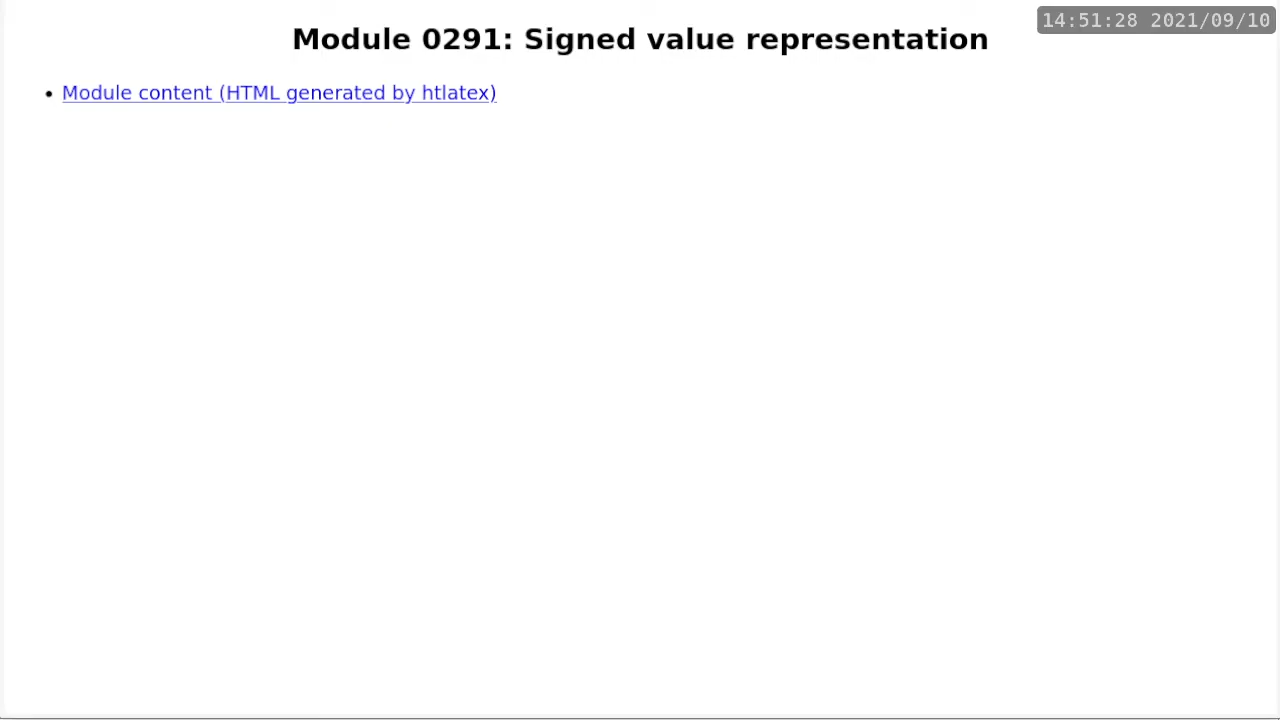 14:51:28 2021/09/10
Module 0291: Signed value representation
• Module content (HTML generated by htlatex)